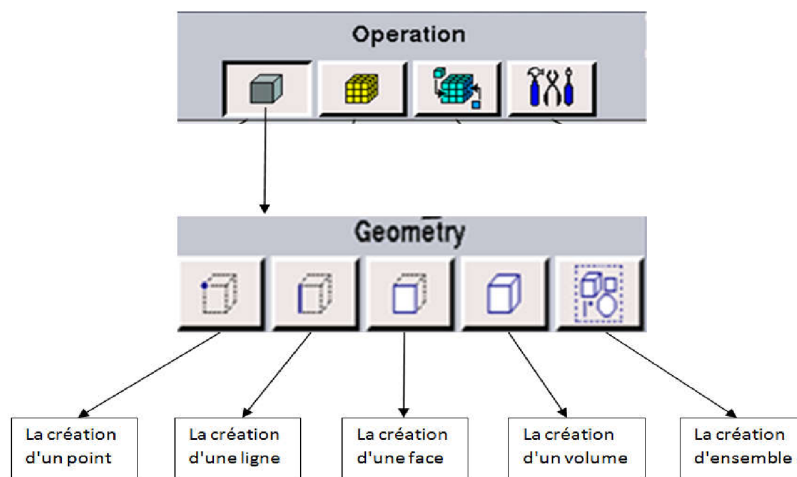 Operation
Geometry
La création
d'un point
La création
d'une ligne
La création
d'une face
La création
d'un volume
La création
d'ensemble